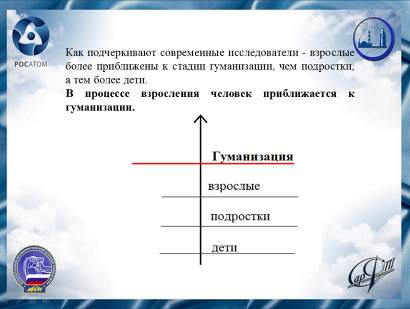 РОСАТОМ
Как подчеркивают современные исследователи - взрослые
более приближены к стадии гуманизации, чем подростки,
а тем более дети.
В процессе взросления человек приближается к
гуманизации.
Гуманизация
взрослые
подростки
дети